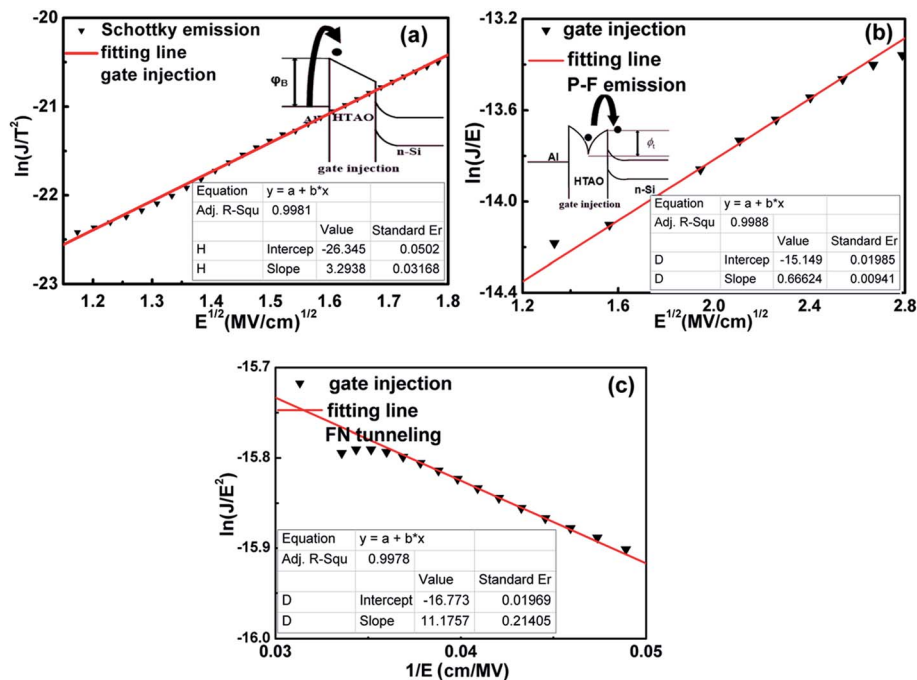 -20
-21
-22
-23
ln(J/T²)
Schottky emission
fitting line
gate injection
(a)
φB
HTAO
n-Si
gate injection
Equation y = a + b*x
Adj. R-Squ 0.9981
Value Standard Er
H Intercep -26.345 0.0502
H Slope 3.2938 0.03168
1.2 1.3 1.4 1.5 1.6 1.7 1.8
E^1/2(MV/cm)^1/2
-13.2
-13.6
-14.0
-14.4
ln(J/E)
gate injection
fitting line
P-F emission
(b)
ϕt
Al
HTAO
n-Si
gate injection
Equation y = a + b*x
Adj. R-Squ 0.9988
Value Standard Er
D Intercep -15.149 0.01985
D Slope 0.66624 0.00941
1.2 1.6 2.0 2.4 2.8
E^1/2(MV/cm)^1/2
-15.7
-15.8
-15.9
-16.0
ln(J/E²)
gate injection
fitting line
FN tunneling
(c)
Equation y = a + b*x
Adj. R-Squ 0.9978
Value Standard Er
D Intercept -16.773 0.01969
D Slope 11.1757 0.21405
0.03 0.04 0.05
1/E (cm/MV)